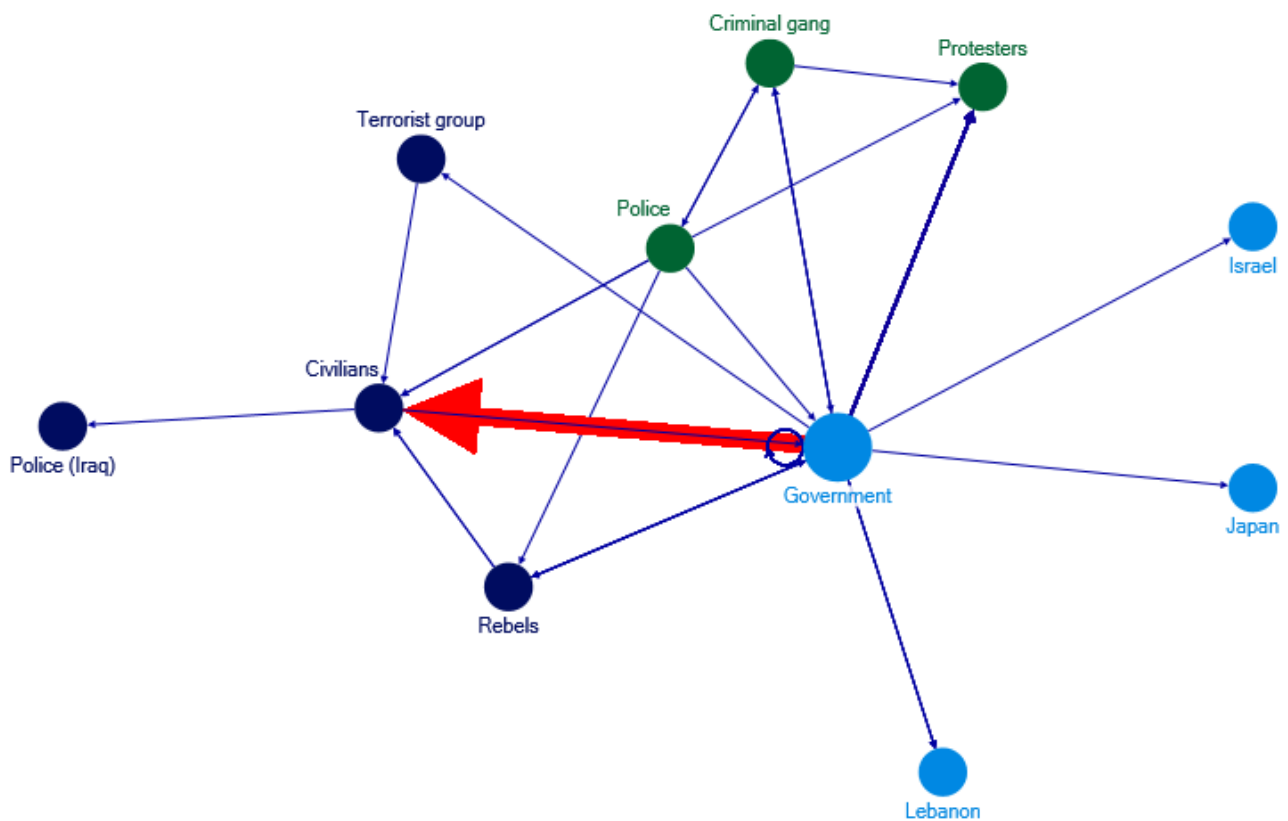 Criminal gang
Protesters
Terrorist group
Police
Israel
Civilians
Police (Iraq)
Government
Japan
Rebels
Lebanon